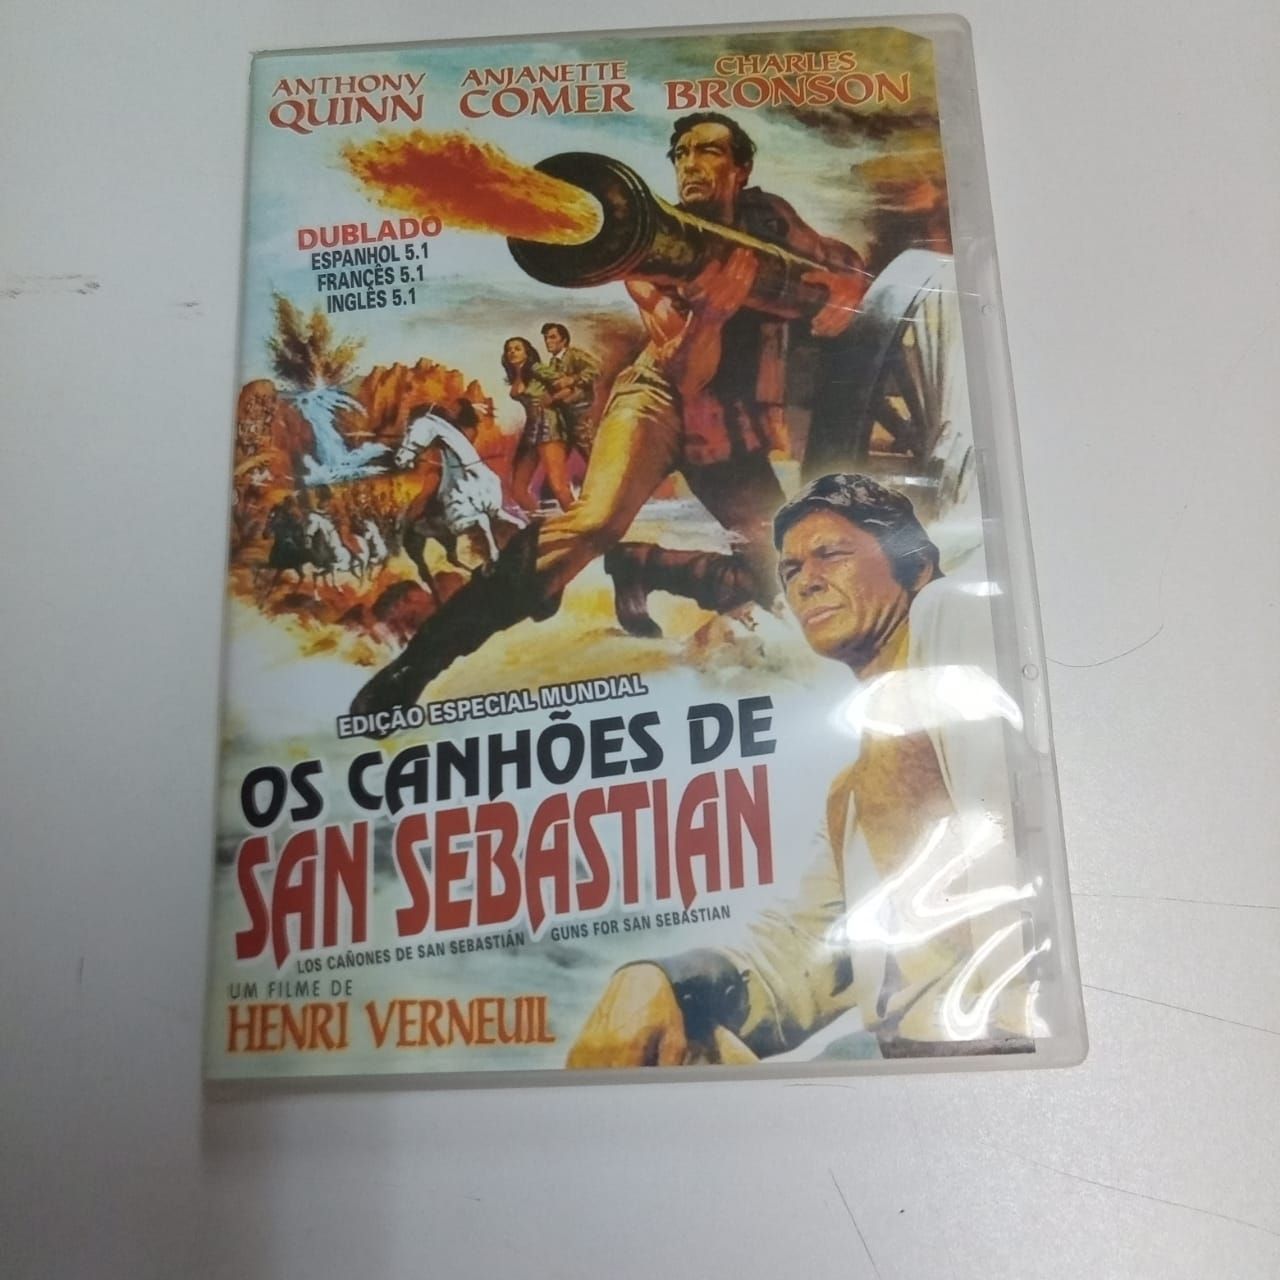 ANTHONY QUINN
ANJANETTE COMER
CHARLES BRONSON
DUBLADO
ESPANHOL 5.1
FRANÇÊS 5.1
INGLÊS 5.1
EDIÇÃO ESPECIAL MUNDIAL
OS CANHÕES DE
SAN SEBASTIAN
LOS CAÑONES DE SAN SEBASTIÁN GUNS FOR SAN SEBASTIAN
UM FILME DE
HENRI VERNEUIL